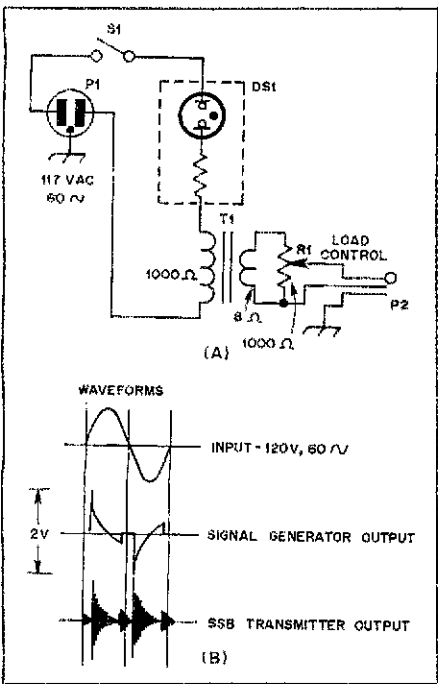 S1
P1
DS1
117 VAC
60 ∿
T1
1000 Ω
R1
LOAD
CONTROL
8 Ω
1000 Ω
P2
(A)
WAVEFORMS
INPUT - 120V, 60 ∿
2V
SIGNAL GENERATOR OUTPUT
SSB TRANSMITTER OUTPUT
(B)